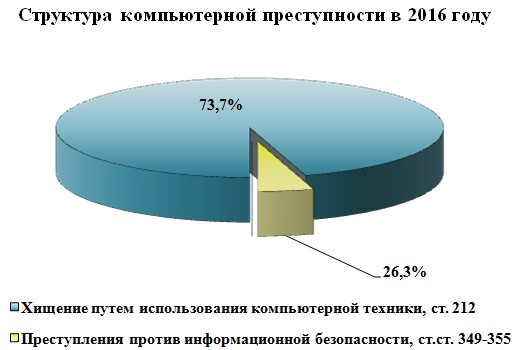 Структура компьютерной преступности в 2016 году
73,7%
26,3%
Хищение путем использования компьютерной техники, ст. 212
Преступления против информационной безопасности, ст.ст. 349-355